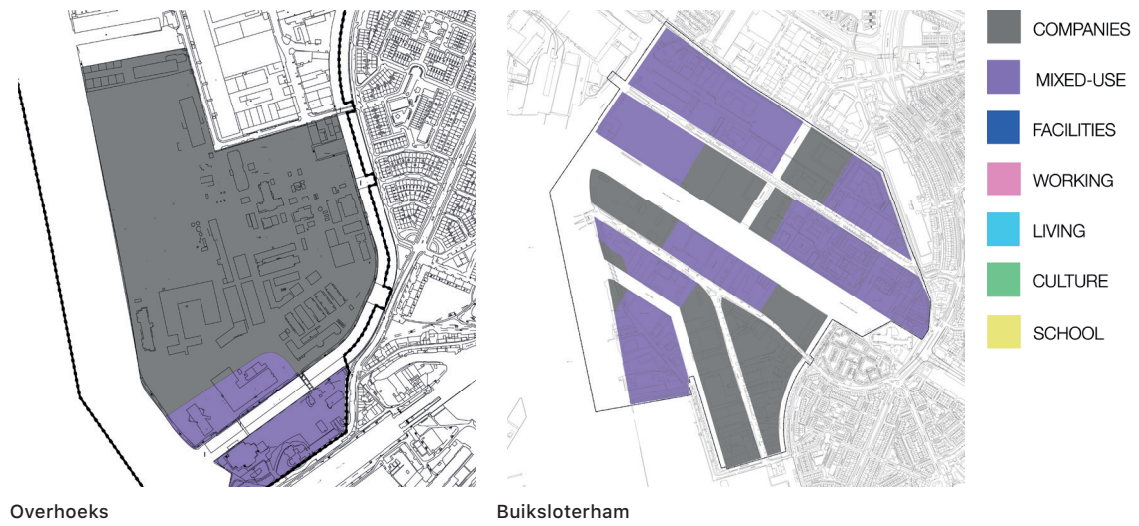 COMPANIES
MIXED-USE
FACILITIES
WORKING
LIVING
CULTURE
SCHOOL
Overhoeks
Buiksloterham